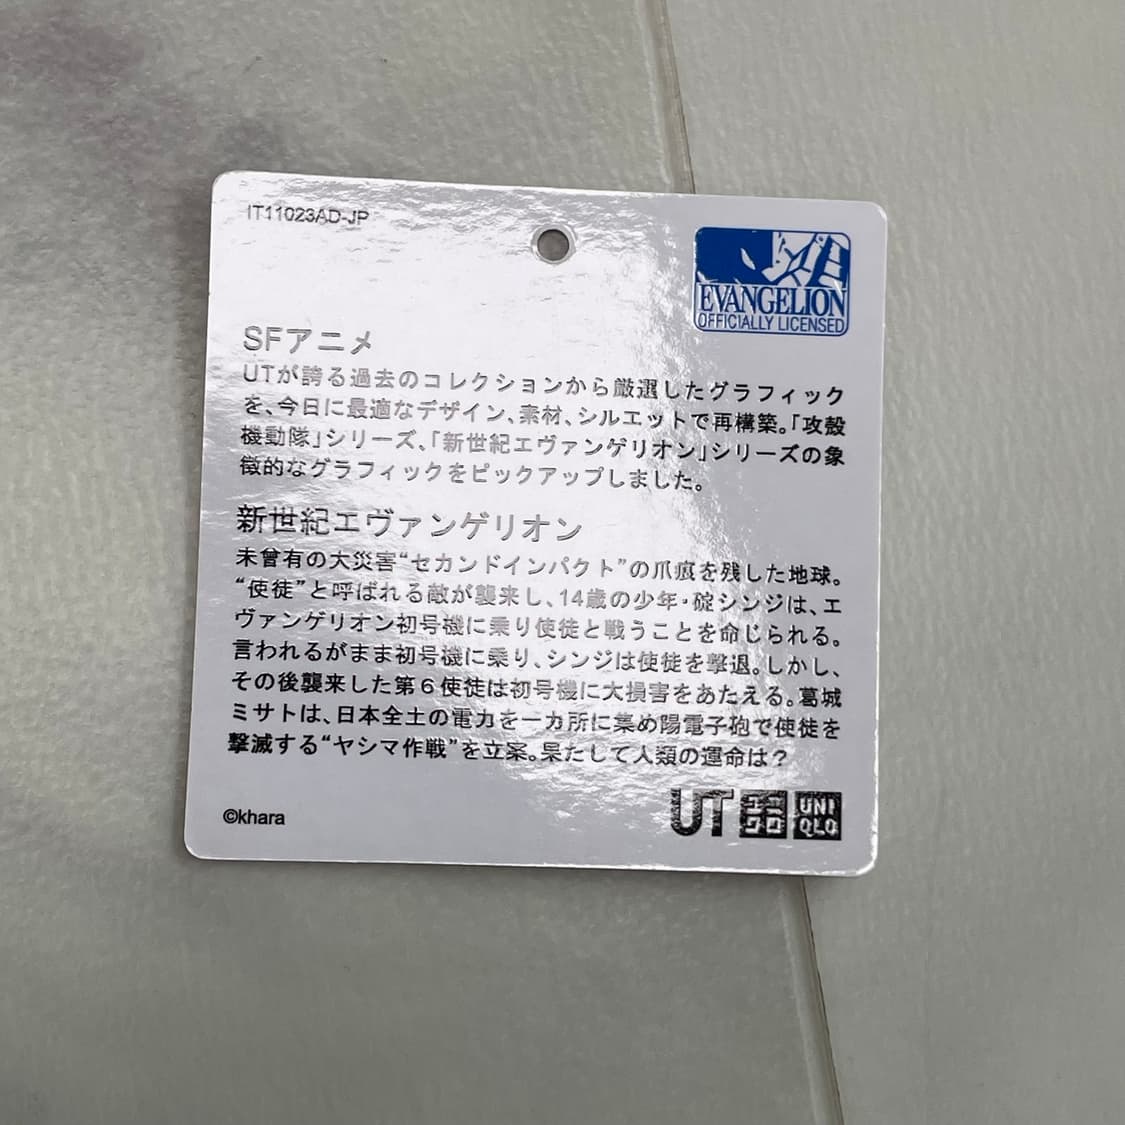 IT11023AD-JP
EVANGELION
OFFICIALLY LICENSED
SFアニメ
UTが誇る過去のコレクションから厳選したグラフィック
を、今日に最適なデザイン、素材、シルエットで再構築。「攻殻
機動隊」シリーズ、「新世紀エヴァンゲリオン」シリーズの象
徴的なグラフィックをピックアップしました。
新世紀エヴァンゲリオン
未曾有の大災害“セカンドインパクト”の爪痕を残した地球。
“使徒”と呼ばれる敵が襲来し、14歳の少年・碇シンジは、エ
ヴァンゲリオン初号機に乗り使徒と戦うことを命じられる。
言われるがまま初号機に乗り、シンジは使徒を撃退。しかし、
その後襲来した第６使徒は初号機に大損害をあたえる。葛城
ミサトは、日本全土の電力を一カ所に集め陽電子砲で使徒を
撃滅する“ヤシマ作戦”を立案。果たして人類の運命は？
©khara
UT ユニクロ UNIQLO